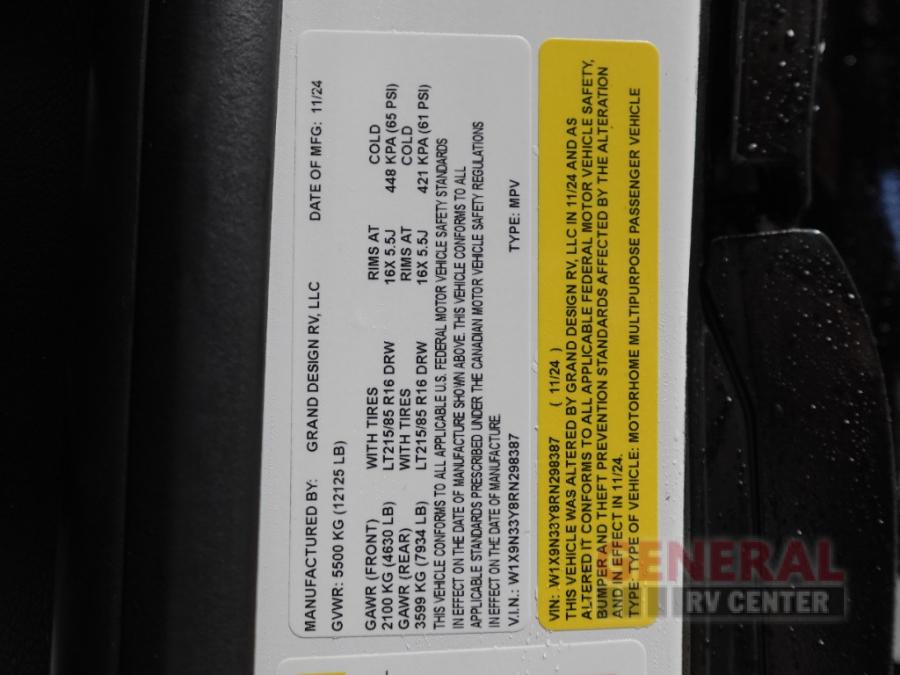 MANUFACTURED BY: GRAND DESIGN RV, LLC DATE OF MFG: 11/24
GVWR: 5500 KG (12125 LB)
GAWR (FRONT) WITH TIRES RIMS AT COLD
2100 KG (4630 LB) LT215/85 R16 DRW 16X 5.5J 448 KPA (65 PSI)
GAWR (REAR) WITH TIRES RIMS AT COLD
3599 KG (7934 LB) LT215/85 R16 DRW 16X 5.5J 421 KPA (61 PSI)
THIS VEHICLE CONFORMS TO ALL APPLICABLE U.S. FEDERAL MOTOR VEHICLE SAFETY STANDARDS
IN EFFECT ON THE DATE OF MANUFACTURE SHOWN ABOVE. THIS VEHICLE CONFORMS TO ALL
APPLICABLE STANDARDS PRESCRIBED UNDER THE CANADIAN MOTOR VEHICLE SAFETY REGULATIONS
IN EFFECT ON THE DATE OF MANUFACTURE.
V.I.N.: W1X9N33Y8RN298387 TYPE: MPV
VIN: W1X9N33Y8RN298387 ( 11/24 )
THIS VEHICLE WAS ALTERED BY GRAND DESIGN RV, LLC IN 11/24 AND AS
ALTERED IT CONFORMS TO ALL APPLICABLE FEDERAL MOTOR VEHICLE SAFETY,
BUMPER AND THEFT PREVENTION STANDARDS AFFECTED BY THE ALTERATION
AND IN EFFECT IN 11/24.
TYPE: TYPE OF VEHICLE: MOTORHOME MULTIPURPOSE PASSENGER VEHICLE
GENERAL
RV CENTER